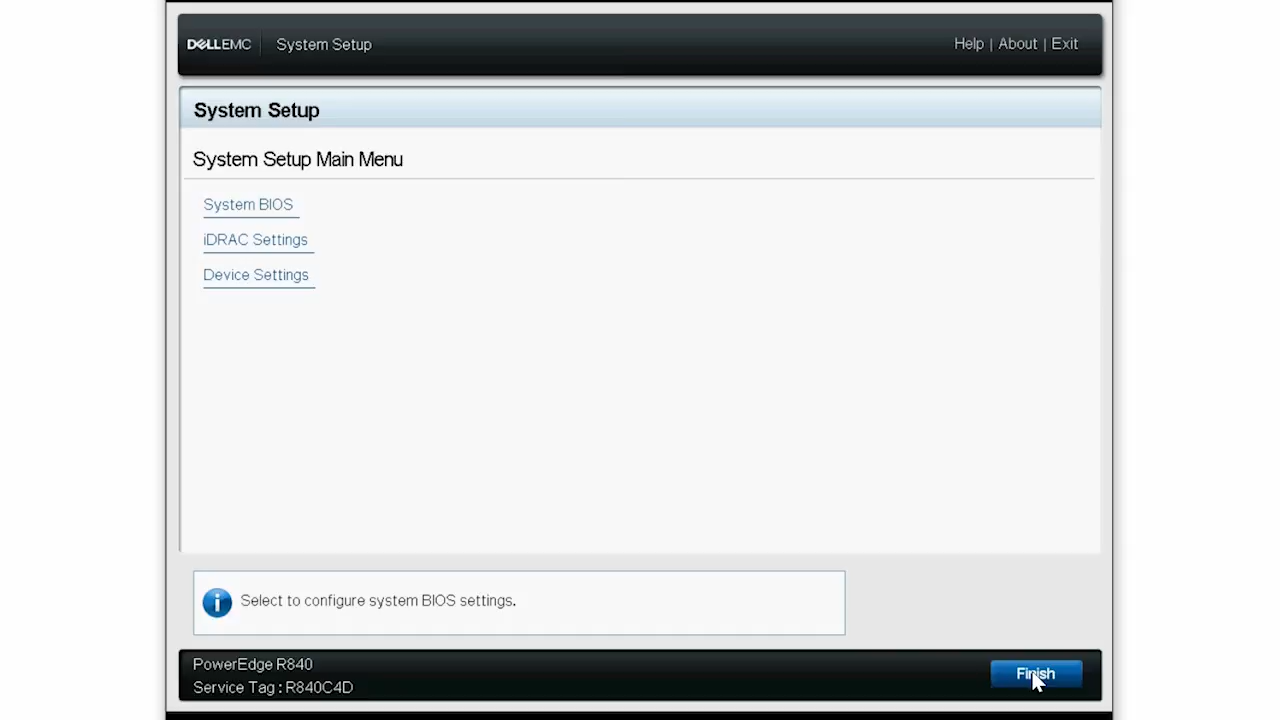 DELLEMC System Setup Help | About | Exit
System Setup
System Setup Main Menu
System BIOS
iDRAC Settings
Device Settings
Select to configure system BIOS settings.
PowerEdge R840
Service Tag : R840C4D
Finish